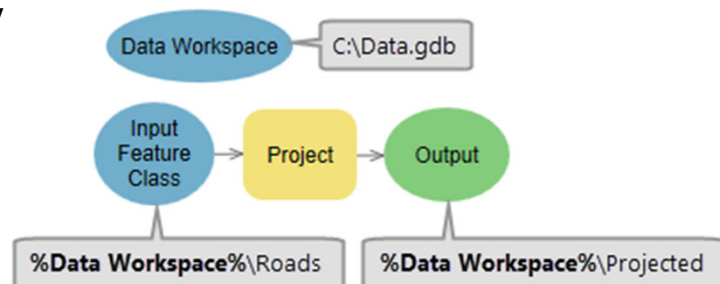 Data Workspace
C:\Data.gdb
Input
Feature
Class
Project
Output
%Data Workspace%\Roads
%Data Workspace%\Projected